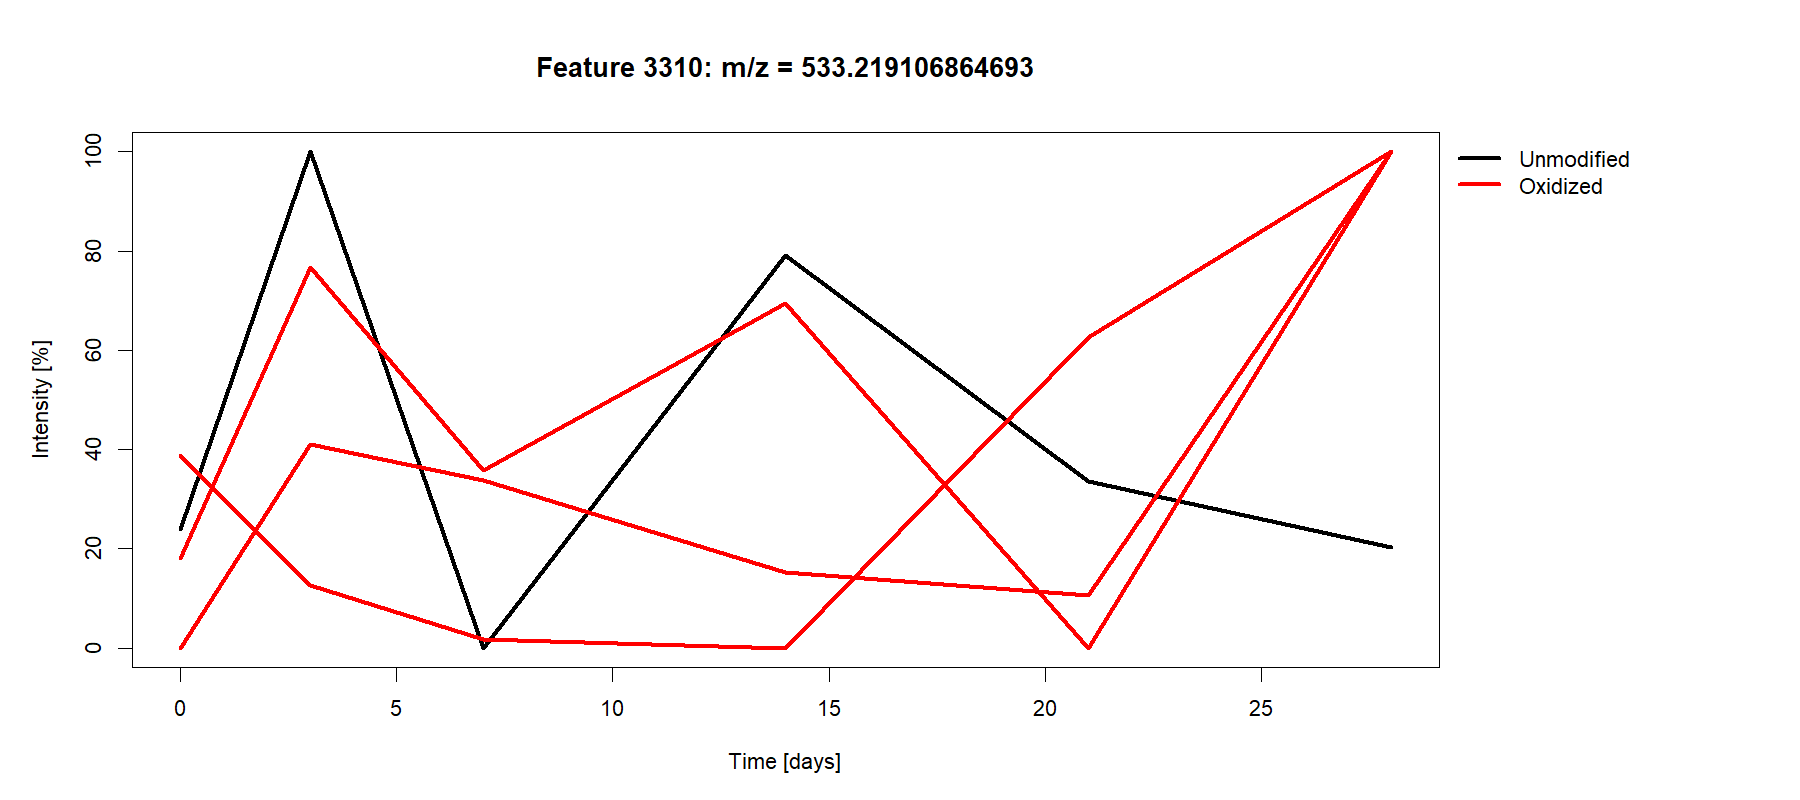 Feature 3310: m/z = 533.219106864693
Unmodified
Oxidized
100
80
60
40
20
0
Intensity [%]
0 5 10 15 20 25
Time [days]